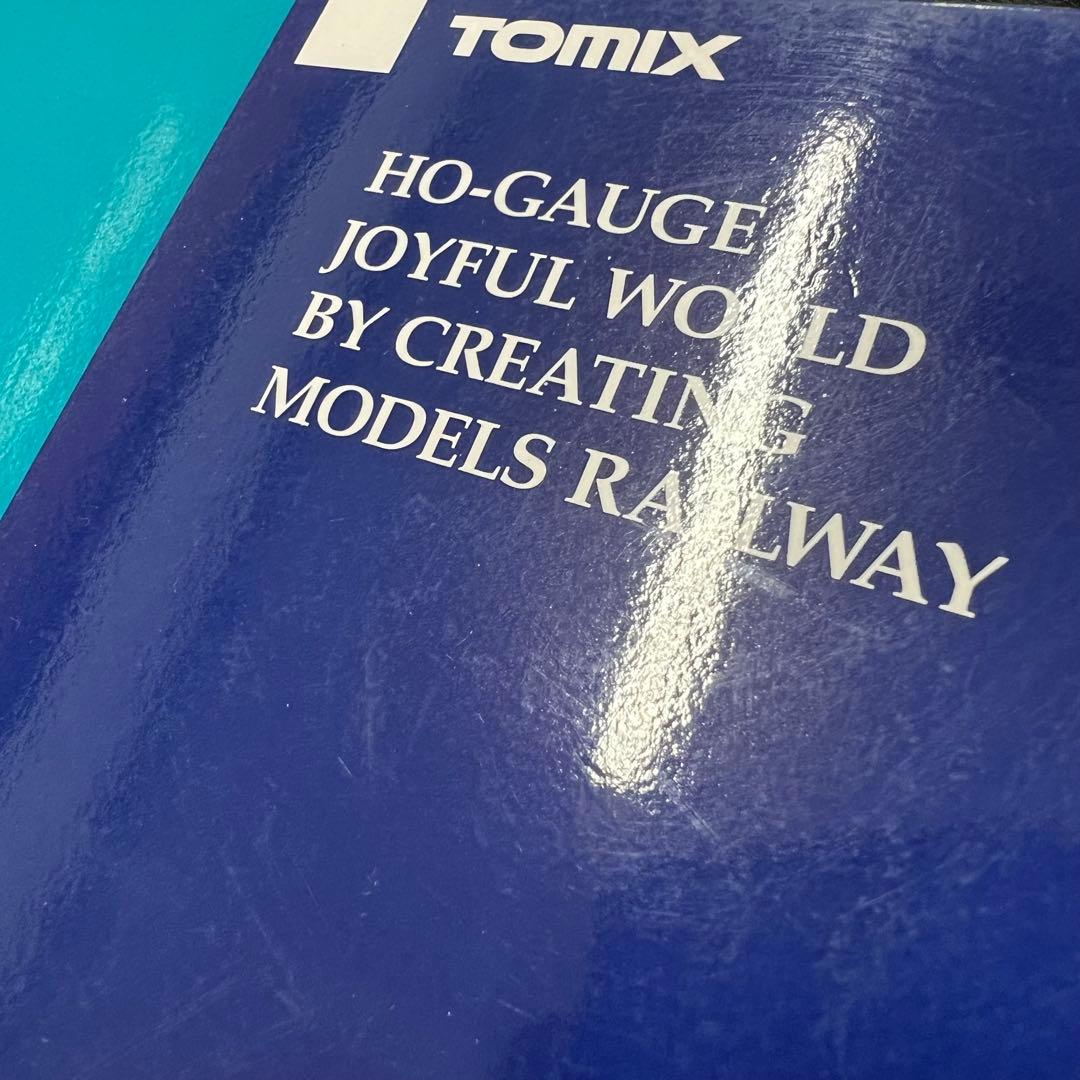 TOMIX
HO-GAUGE
JOYFUL WORLD
BY CREATING
MODELS RAILWAY